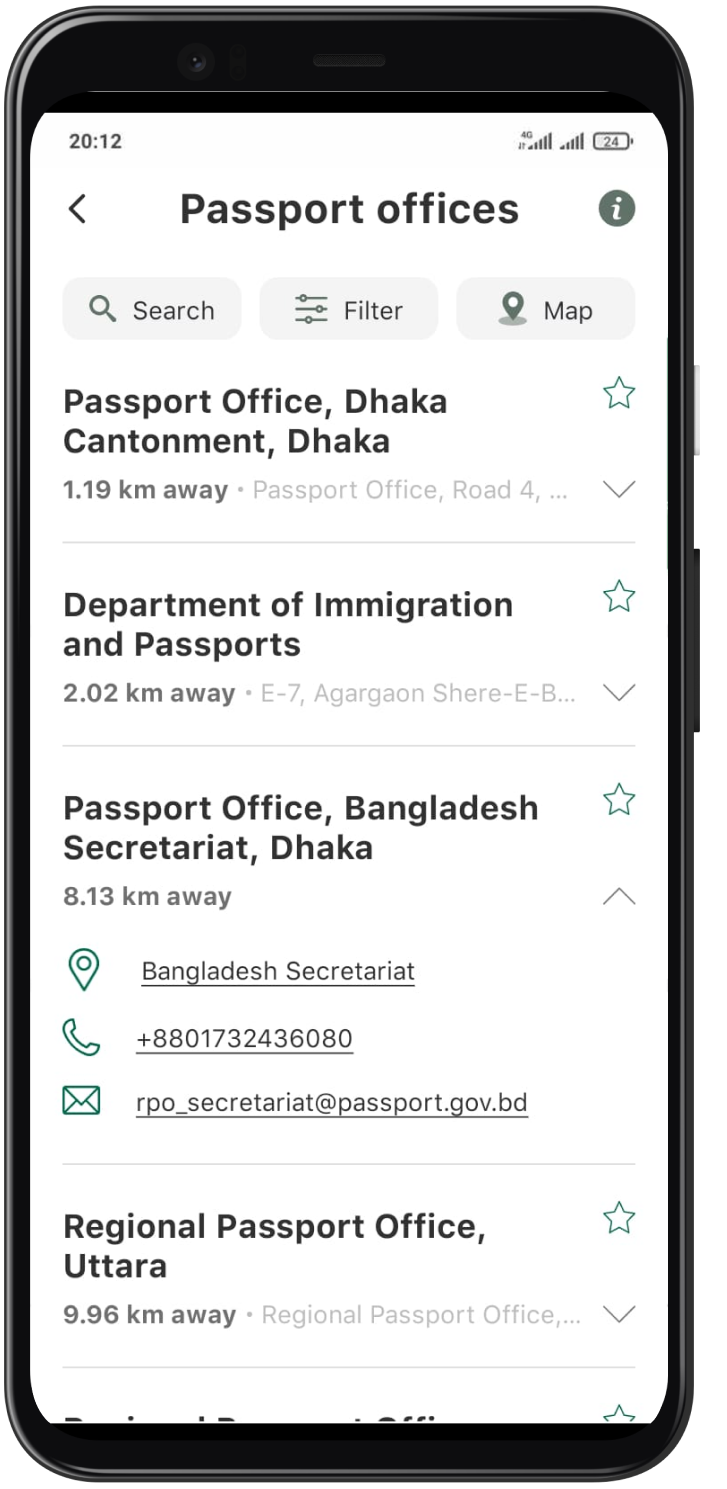 20:12
4G
24
Passport offices
Search
Filter
Map
Passport Office, Dhaka
Cantonment, Dhaka
1.19 km away • Passport Office, Road 4, ...
Department of Immigration
and Passports
2.02 km away • E-7, Agargaon Shere-E-B...
Passport Office, Bangladesh
Secretariat, Dhaka
8.13 km away
Bangladesh Secretariat
+8801732436080
rpo_secretariat@passport.gov.bd
Regional Passport Office,
Uttara
9.96 km away • Regional Passport Office,...